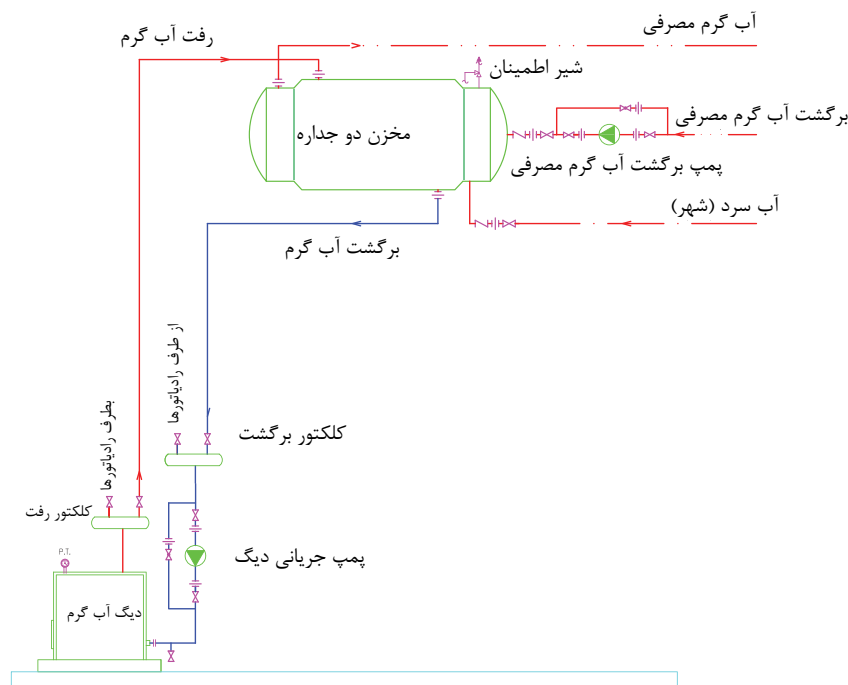 آب گرم مصرفی
رفت آب گرم
شیر اطمینان
مخزن دو جداره
برگشت آب گرم مصرفی
پمپ برگشت آب گرم مصرفی
آب سرد (شهر)
برگشت آب گرم
از طرف رادیاتورها
کلکتور برگشت
بطرف رادیاتورها
کلکتور رفت
P.T.
پمپ جریانی دیگ
دیگ آب گرم